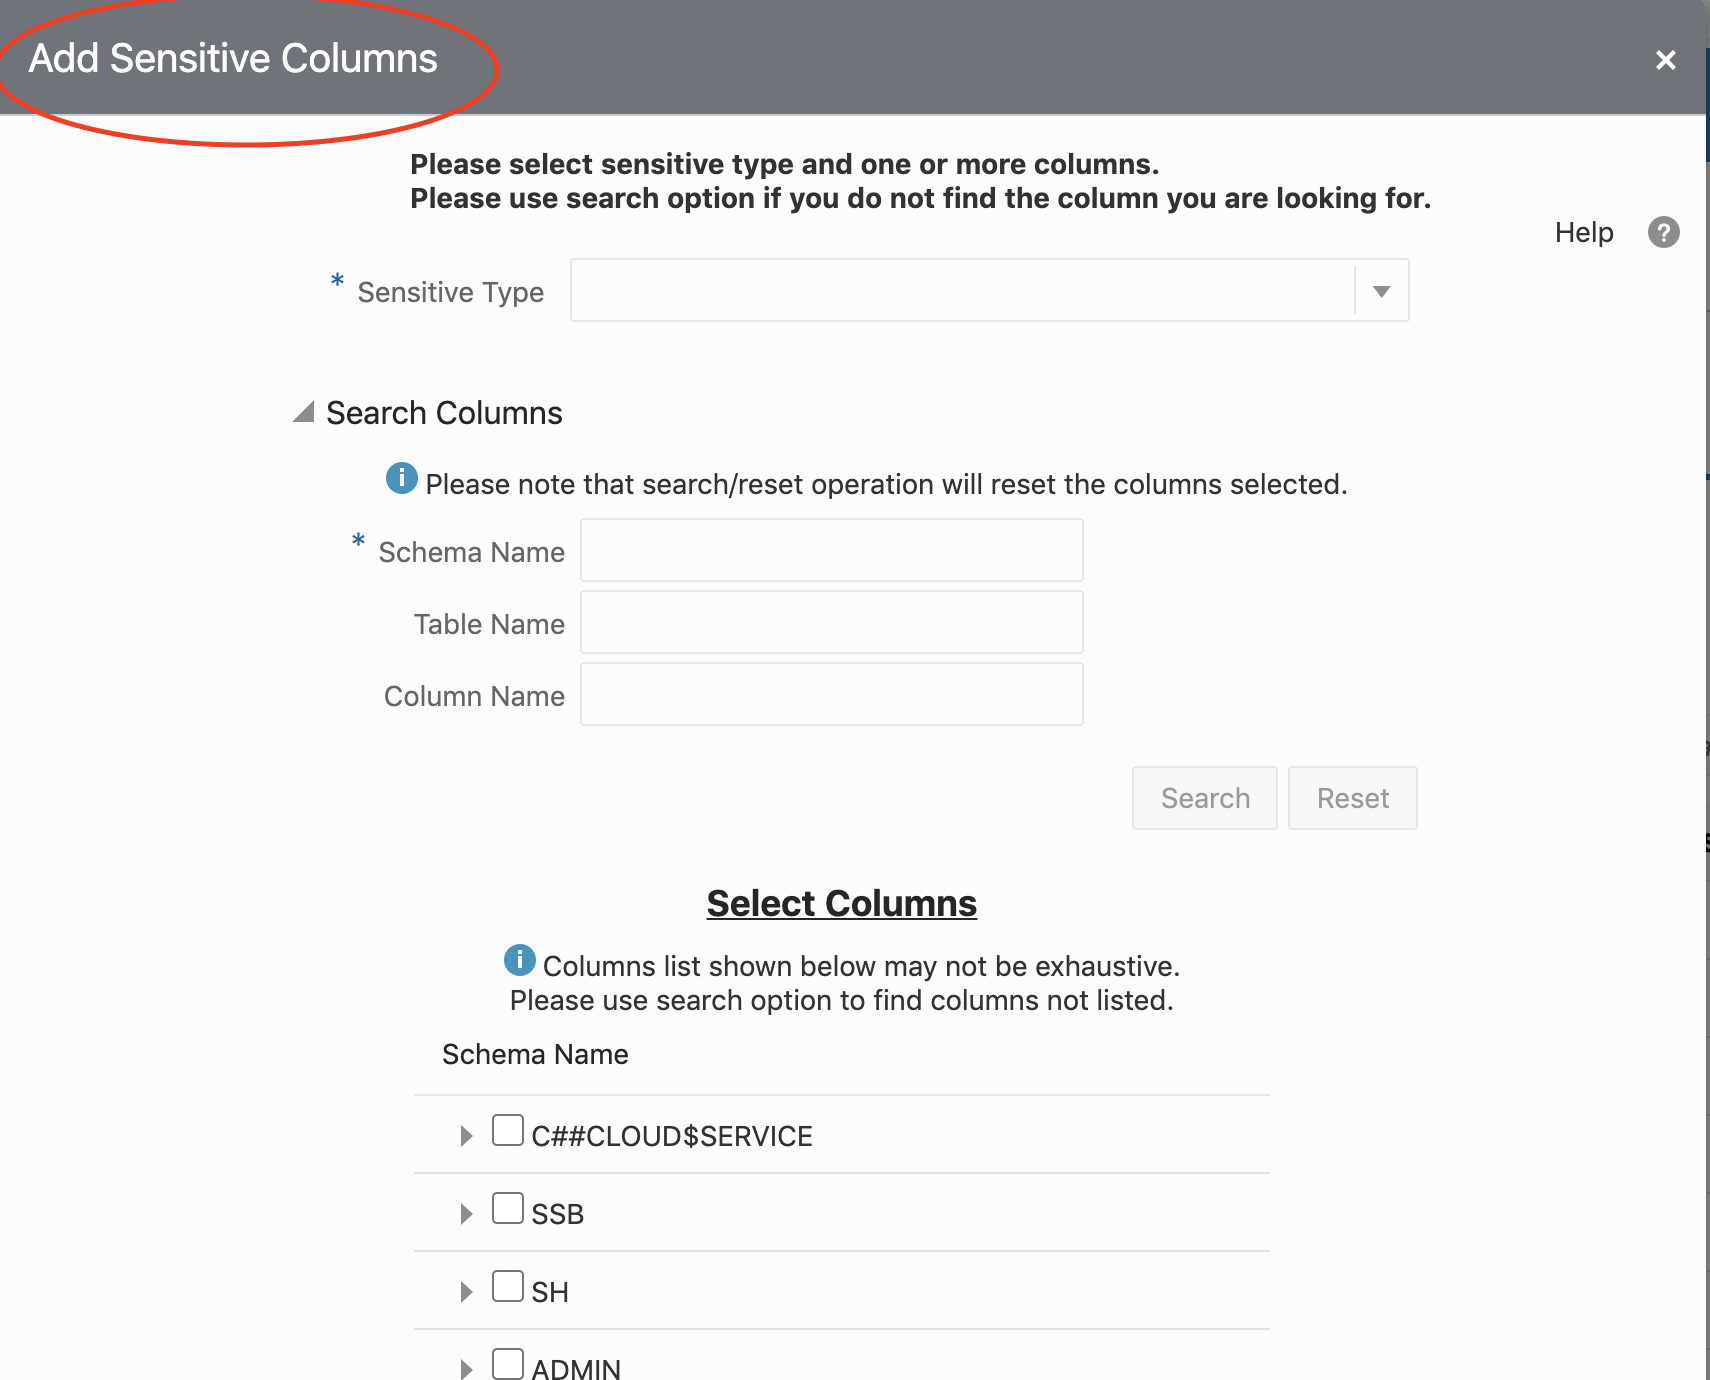 Add Sensitive Columns
Please select sensitive type and one or more columns.
Please use search option if you do not find the column you are looking for.
Help ?
* Sensitive Type
Search Columns
i Please note that search/reset operation will reset the columns selected.
* Schema Name
Table Name
Column Name
Search Reset
Select Columns
i Columns list shown below may not be exhaustive.
Please use search option to find columns not listed.
Schema Name
C##CLOUD$SERVICE
SSB
SH
ADMIN